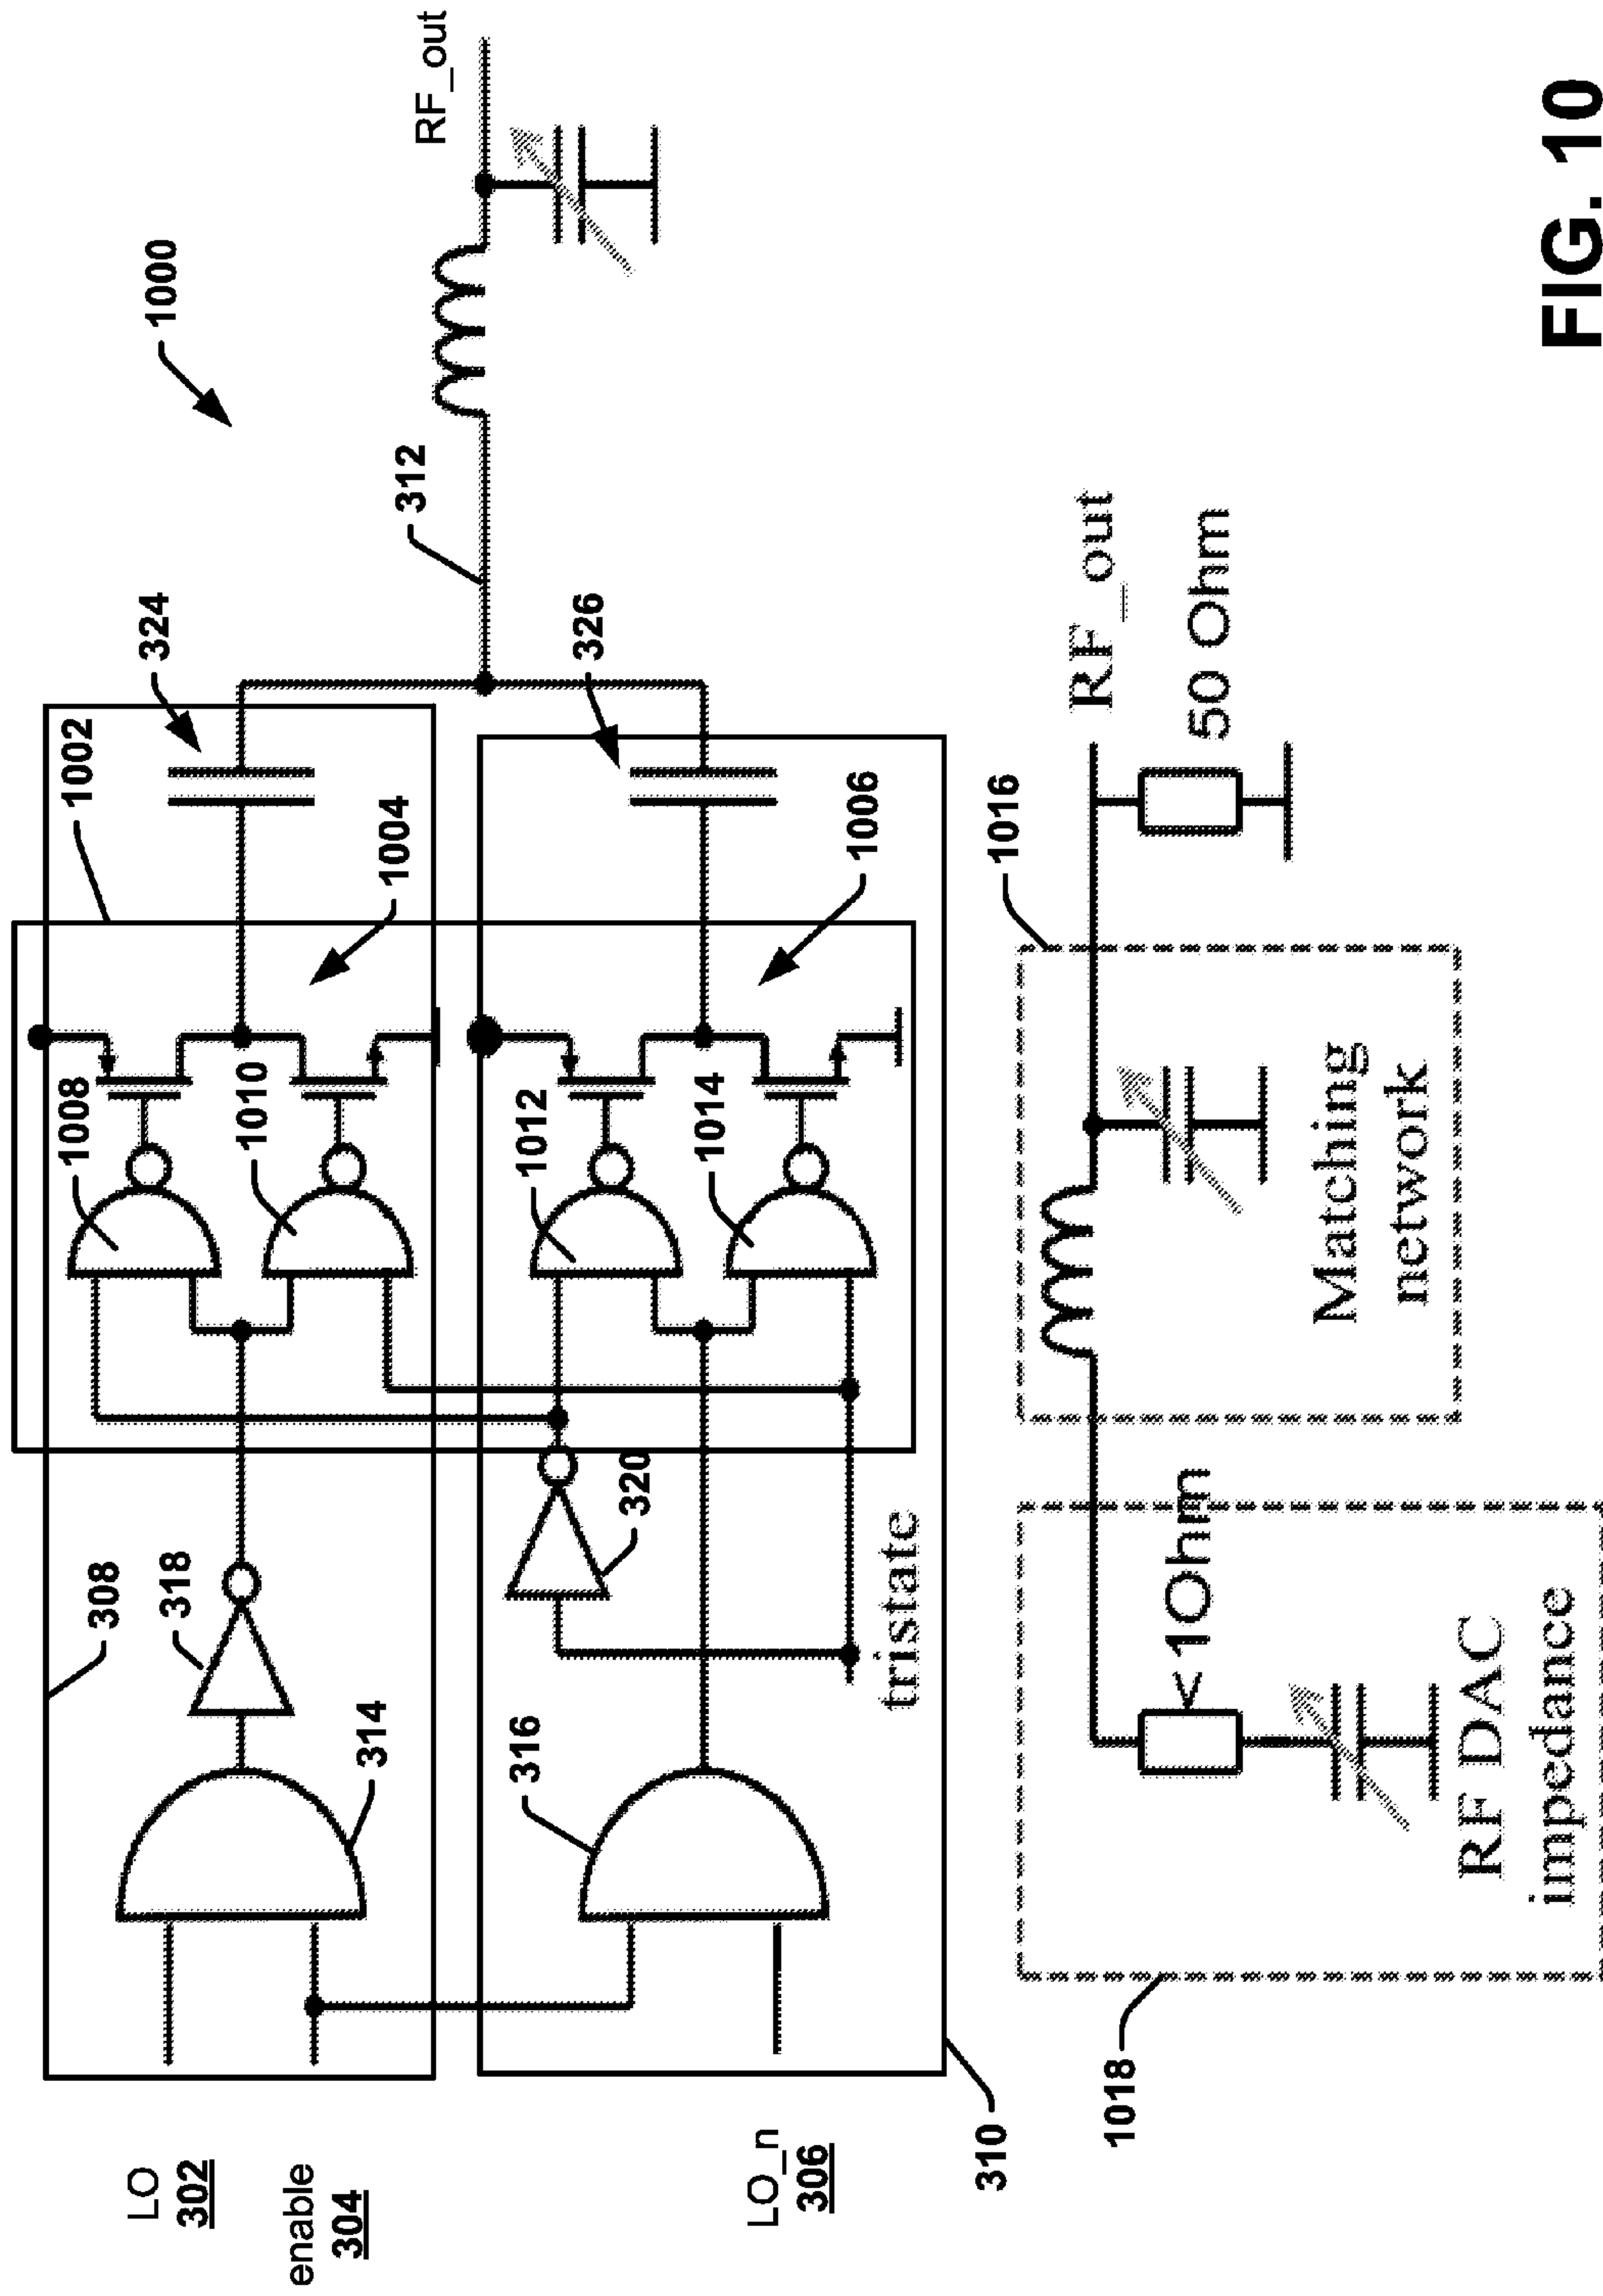 1000
RF_out
312
324
1002
1004
1008
1010
308
318
314
LO
302
enable
304
326
1006
1012
1014
320
tristate
316
LO_n
306
310
1016
RF_out
50 Ohm
Matching
network
<1Ohm
RF DAC
impedance
1018
FIG. 10